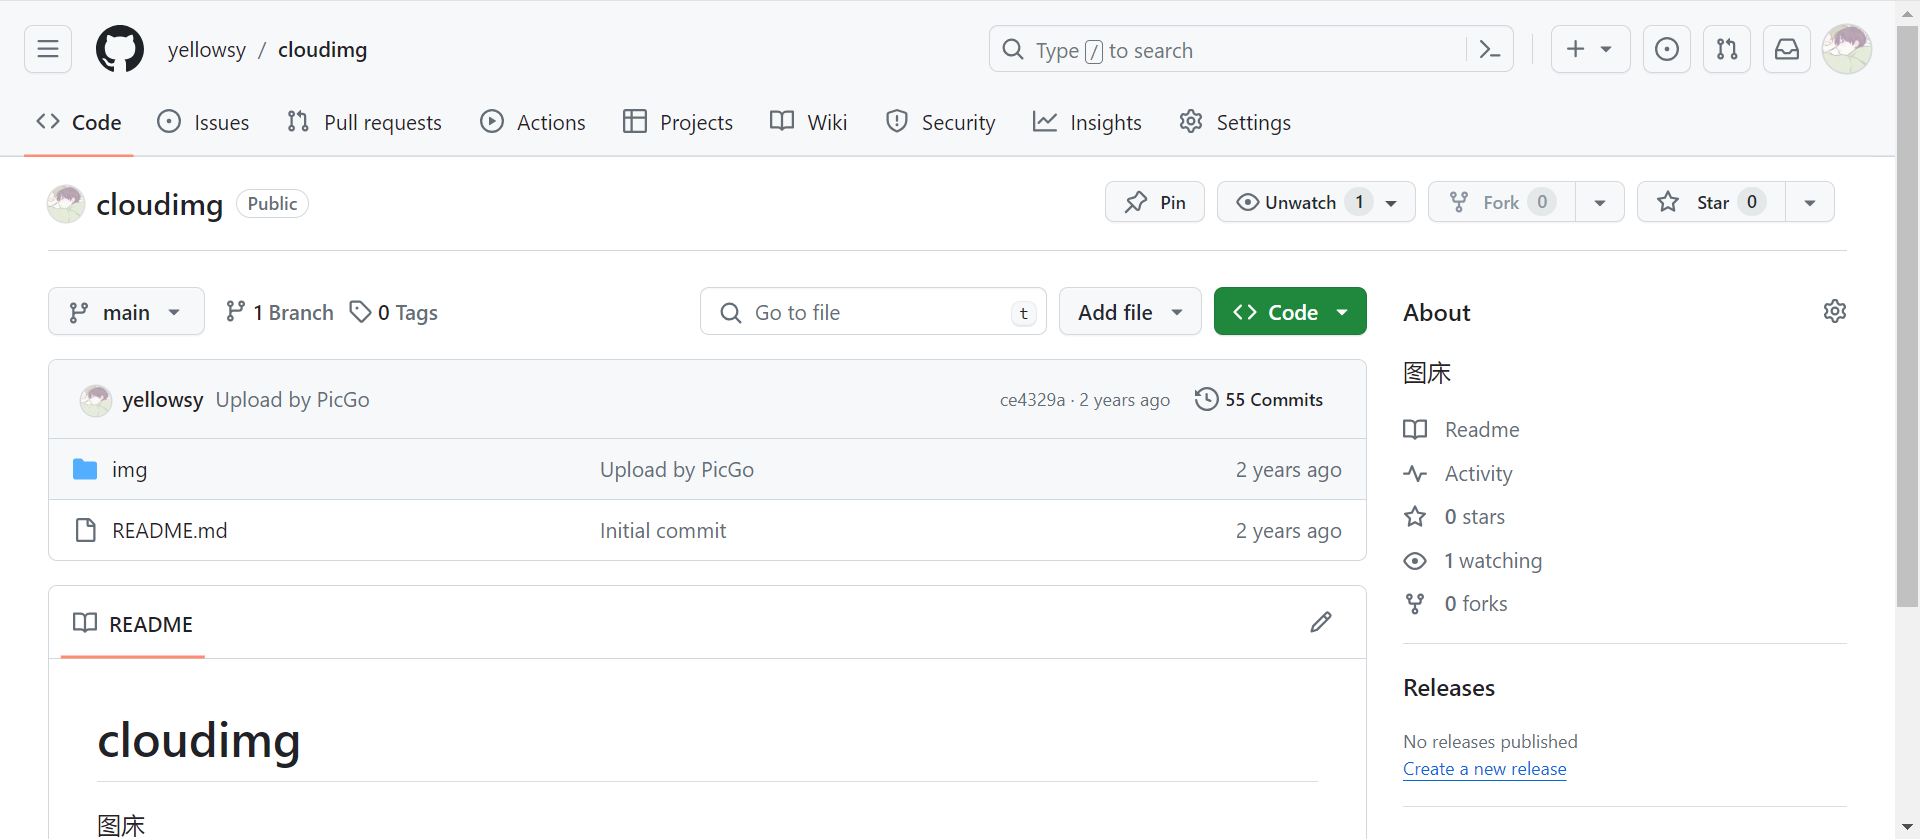 yellowsy / cloudimg
Type / to search
Code
Issues
Pull requests
Actions
Projects
Wiki
Security
Insights
Settings
cloudimg Public
Pin
Unwatch 1
Fork 0
Star 0
main
1 Branch
0 Tags
Go to file t
Add file
Code
yellowsy Upload by PicGo ce4329a · 2 years ago 55 Commits
img Upload by PicGo 2 years ago
README.md Initial commit 2 years ago
README
cloudimg
图床
About
图床
Readme
Activity
0 stars
1 watching
0 forks
Releases
No releases published
Create a new release